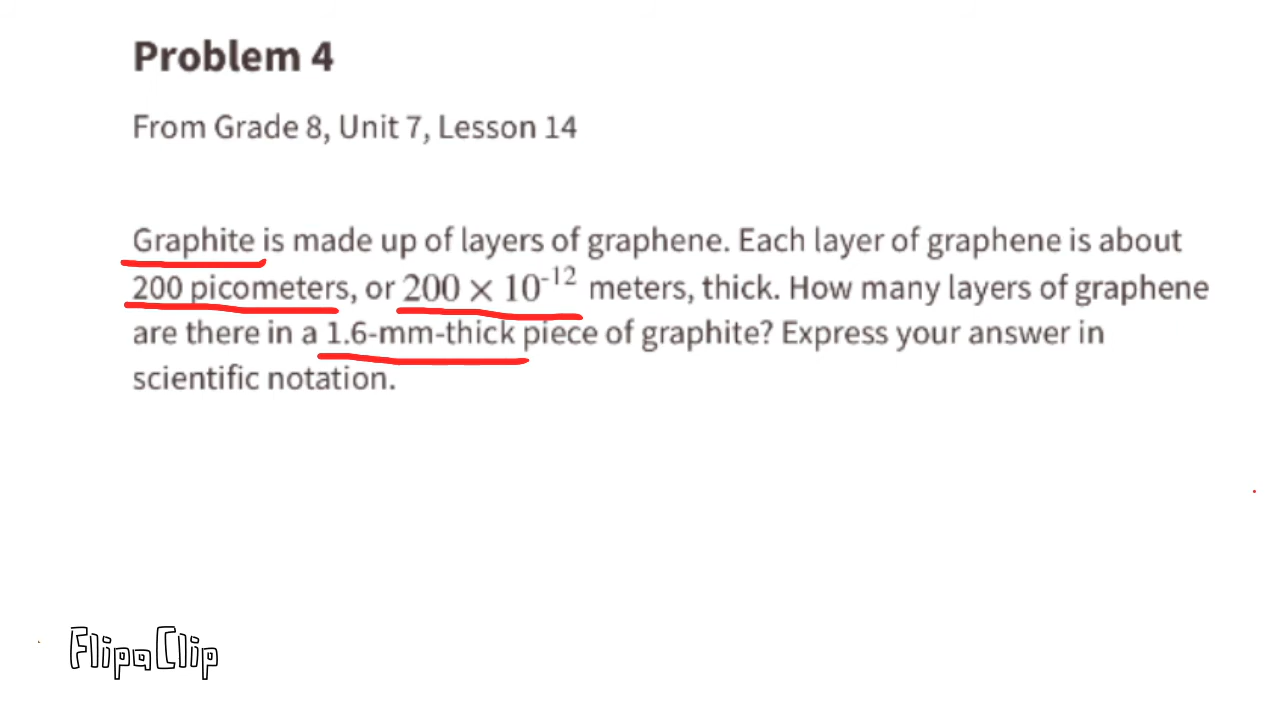 Problem 4
From Grade 8, Unit 7, Lesson 14
Graphite is made up of layers of graphene. Each layer of graphene is about
200 picometers, or 200 × 10⁻¹² meters, thick. How many layers of graphene
are there in a 1.6-mm-thick piece of graphite? Express your answer in
scientific notation.
FlipaClip